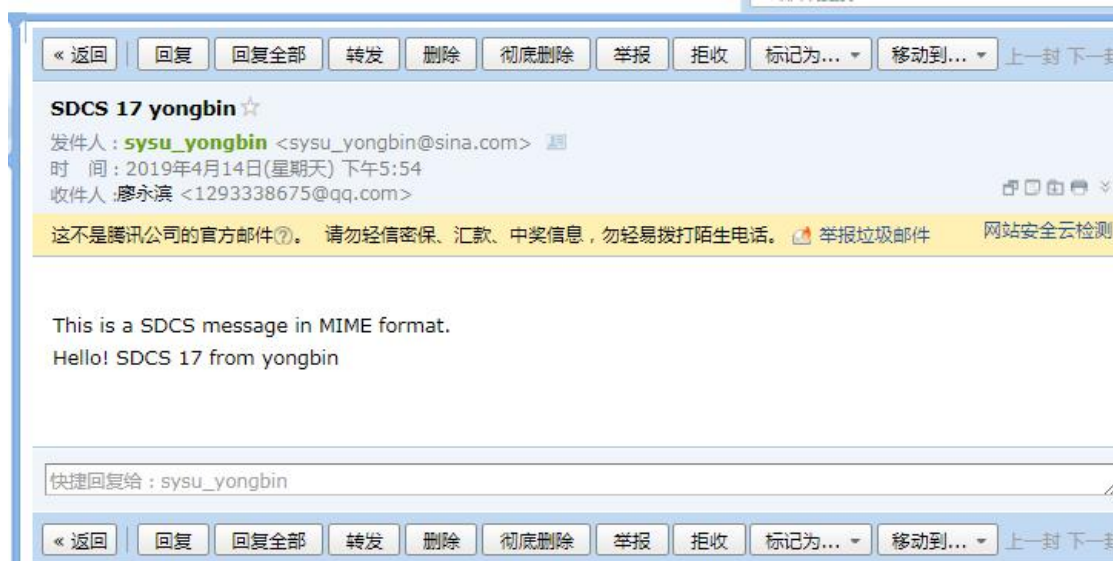 « 返回 回复 回复全部 转发 删除 彻底删除 举报 拒收 标记为... 移动到... 上一封 下一封
SDCS 17 yongbin
发件人：sysu_yongbin <sysu_yongbin@sina.com>
时 间：2019年4月14日(星期天) 下午5:54
收件人：廖永滨 <1293338675@qq.com>
这不是腾讯公司的官方邮件?。 请勿轻信密保、汇款、中奖信息，勿轻易拨打陌生电话。 举报垃圾邮件 网站安全云检测
This is a SDCS message in MIME format.
Hello! SDCS 17 from yongbin
快捷回复给：sysu_yongbin
« 返回 回复 回复全部 转发 删除 彻底删除 举报 拒收 标记为... 移动到... 上一封 下一封